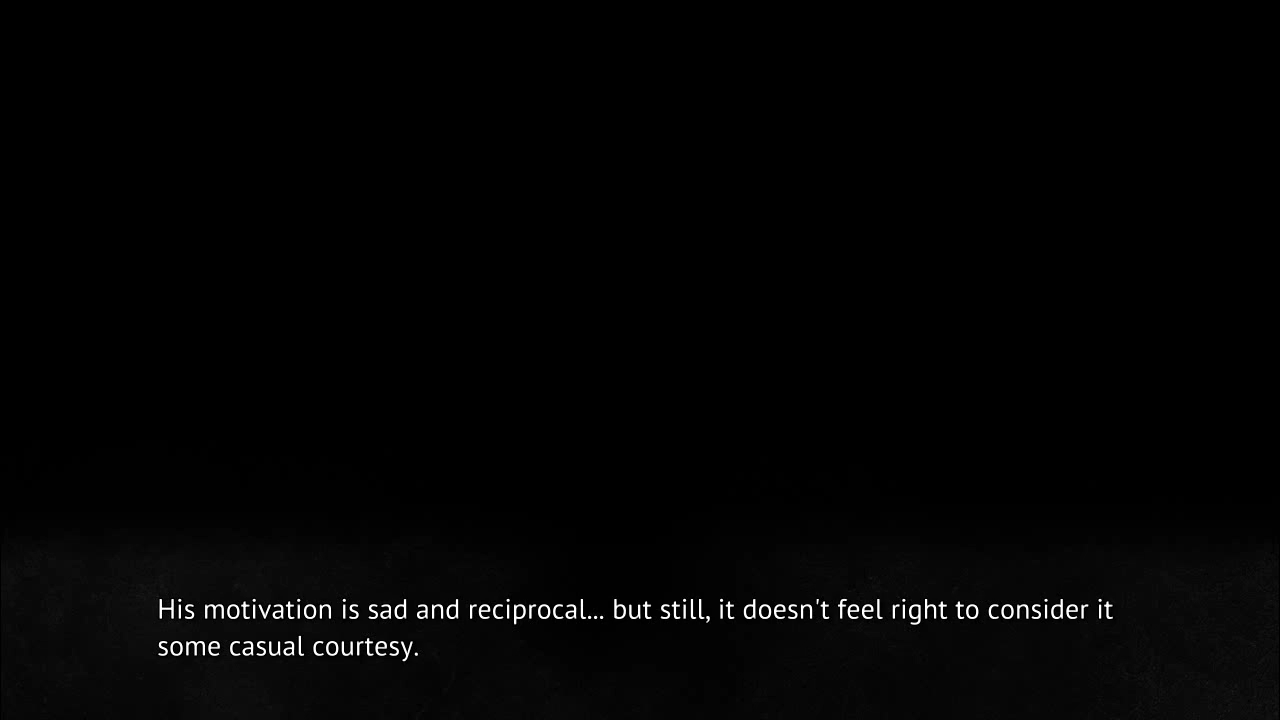 His motivation is sad and reciprocal... but still, it doesn't feel right to consider it
some casual courtesy.